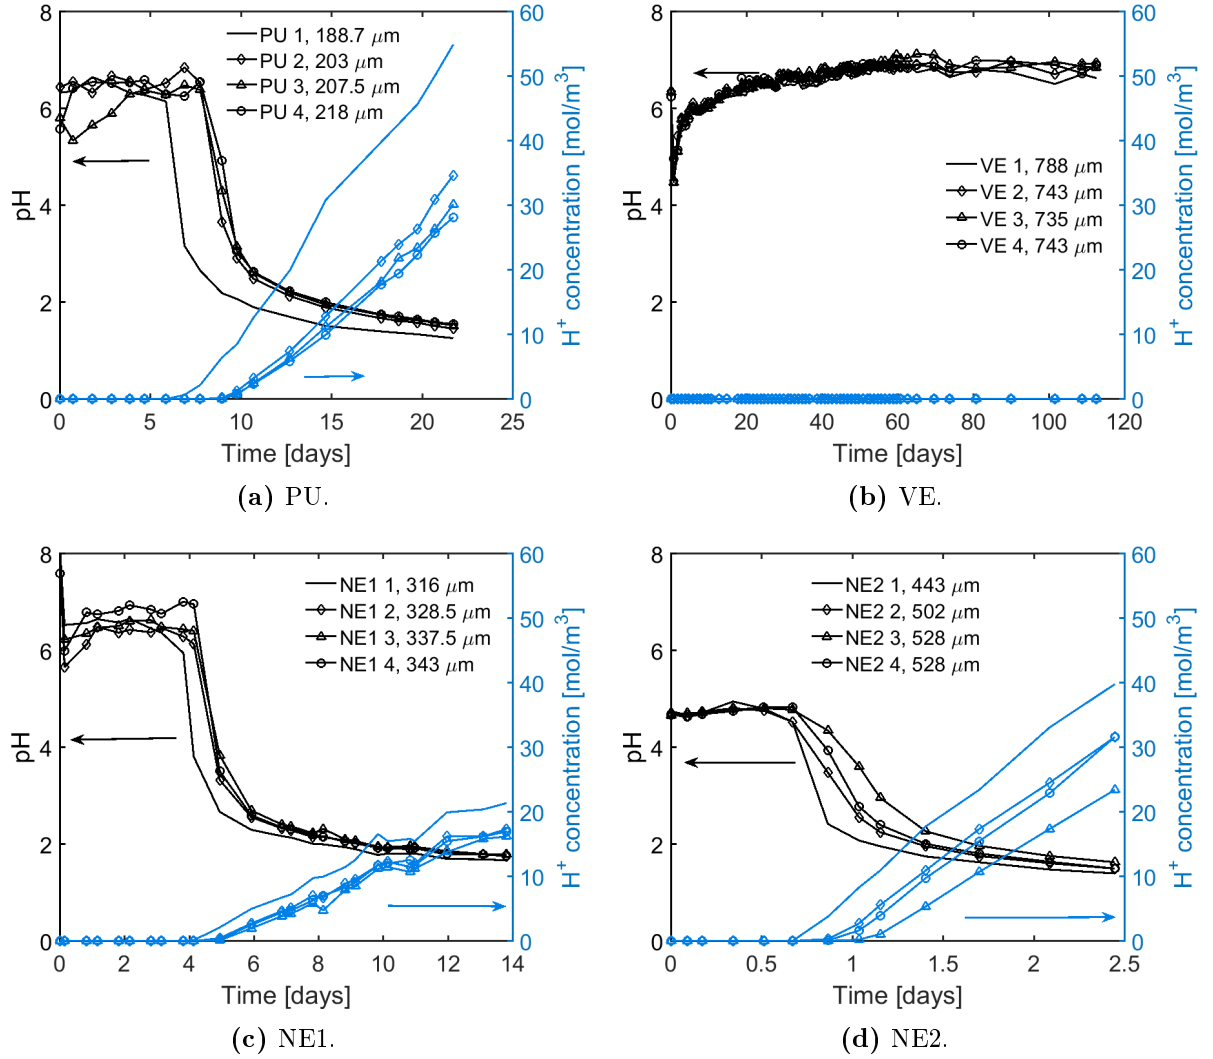 8
6
4
2
0
pH
60
50
40
30
20
10
0
H+ concentration [mol/m3]
PU 1, 188.7 μm
PU 2, 203 μm
PU 3, 207.5 μm
PU 4, 218 μm
0 5 10 15 20 25
Time [days]
(a) PU.
8
6
4
2
0
pH
60
50
40
30
20
10
0
H+ concentration [mol/m3]
VE 1, 788 μm
VE 2, 743 μm
VE 3, 735 μm
VE 4, 743 μm
0 20 40 60 80 100 120
Time [days]
(b) VE.
8
6
4
2
0
pH
60
50
40
30
20
10
0
H+ concentration [mol/m3]
NE1 1, 316 μm
NE1 2, 328.5 μm
NE1 3, 337.5 μm
NE1 4, 343 μm
0 2 4 6 8 10 12 14
Time [days]
(c) NE1.
8
6
4
2
0
pH
60
50
40
30
20
10
0
H+ concentration [mol/m3]
NE2 1, 443 μm
NE2 2, 502 μm
NE2 3, 528 μm
NE2 4, 528 μm
0 0.5 1 1.5 2 2.5
Time [days]
(d) NE2.